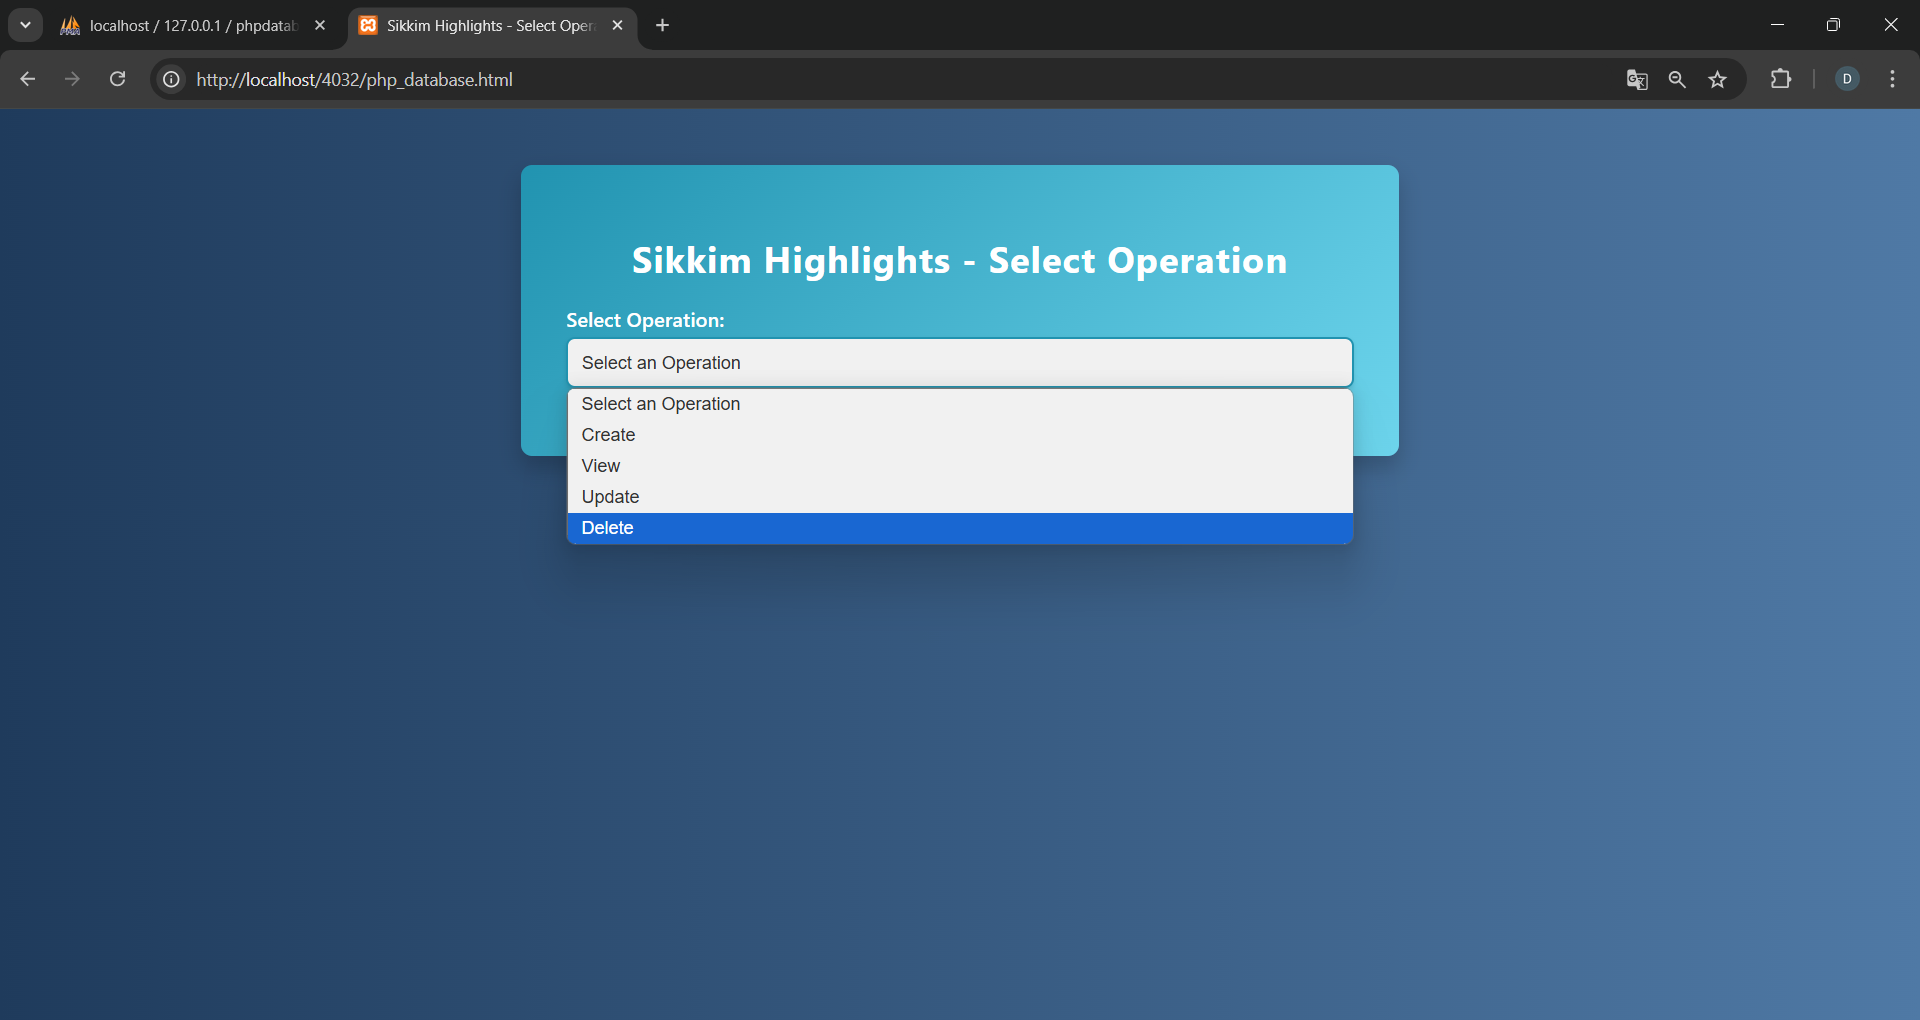 localhost / 127.0.0.1 / phpdatab
Sikkim Highlights - Select Oper
http://localhost/4032/php_database.html
D
Sikkim Highlights - Select Operation
Select Operation:
Select an Operation
Select an Operation
Create
View
Update
Delete